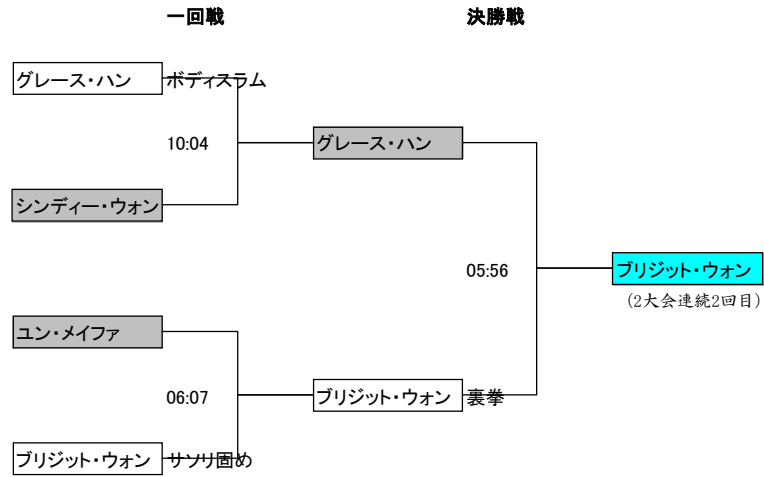 一回戦
決勝戦
グレース・ハン
ボディスラム
10:04
グレース・ハン
シンディー・ウォン
05:56
ブリジット・ウォン
(2大会連続2回目)
ユン・メイファ
06:07
ブリジット・ウォン
裏拳
ブリジット・ウォン
サソリ固め